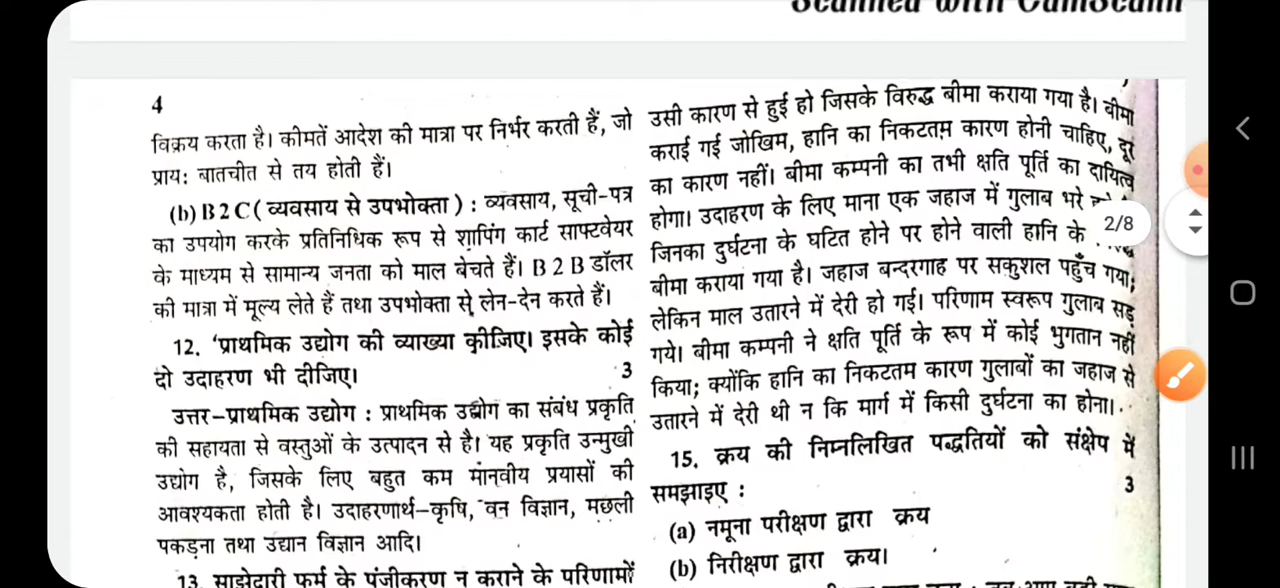 Scanned with CamScann
4
विक्रय करता है। कीमतें आदेश की मात्रा पर निर्भर करती हैं, जो
प्राय: बातचीत से तय होती हैं।
(b) B2C (व्यवसाय से उपभोक्ता) : व्यवसाय, सूची-पत्र
का उपयोग करके प्रतिनिधिक रूप से शापिंग कार्ट साफ्टवेयर
के माध्यम से सामान्य जनता को माल बेचते हैं। B 2 B डॉलर
की मात्रा में मूल्य लेते हैं तथा उपभोक्ता से लेन-देन करते हैं।
12. 'प्राथमिक उद्योग की व्याख्या कीजिए। इसके कोई
दो उदाहरण भी दीजिए। 3
उत्तर–प्राथमिक उद्योग : प्राथमिक उद्योग का संबंध प्रकृति
की सहायता से वस्तुओं के उत्पादन से है। यह प्रकृति उन्मुखी
उद्योग है, जिसके लिए बहुत कम मानवीय प्रयासों की
आवश्यकता होती है। उदाहरणार्थ–कृषि, वन विज्ञान, मछली
पकड़ना तथा उद्यान विज्ञान आदि।
13. साझेदारी फर्म के पंजीकरण न कराने के परिणामों
उसी कारण से हुई हो जिसके विरुद्ध बीमा कराया गया है। बीमा
कराई गई जोखिम, हानि का निकटतम कारण होनी चाहिए, दूर
का कारण नहीं। बीमा कम्पनी का तभी क्षति पूर्ति का दायित्व
होगा। उदाहरण के लिए माना एक जहाज में गुलाब भरे
जिनका दुर्घटना के घटित होने पर होने वाली हानि के
बीमा कराया गया है। जहाज बन्दरगाह पर सकुशल पहुँच गया;
लेकिन माल उतारने में देरी हो गई। परिणाम स्वरूप गुलाब सड़
गये। बीमा कम्पनी ने क्षति पूर्ति के रूप में कोई भुगतान नहीं
किया; क्योंकि हानि का निकटतम कारण गुलाबों का जहाज से
उतारने में देरी थी न कि मार्ग में किसी दुर्घटना का होना।
15. क्रय की निम्नलिखित पद्धतियों को संक्षेप में
समझाइए : 3
(a) नमूना परीक्षण द्वारा क्रय
(b) निरीक्षण द्वारा क्रय।
2/8